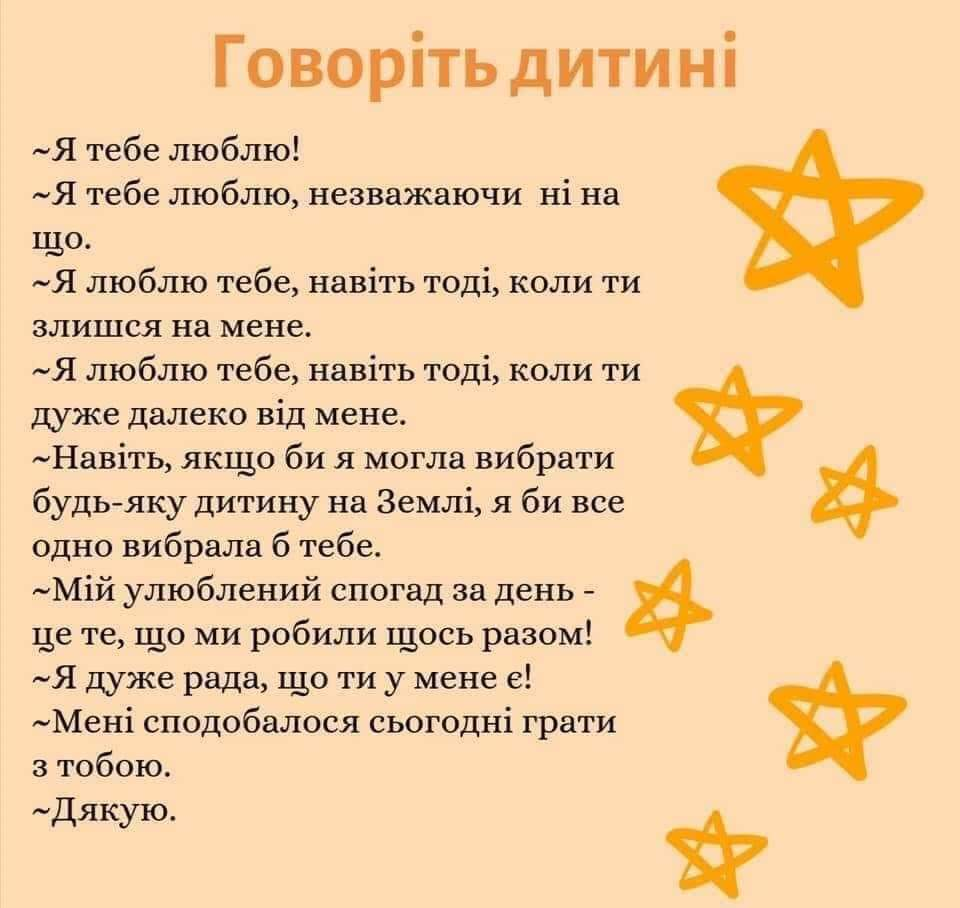 Говоріть дитині
~Я тебе люблю!
~Я тебе люблю, незважаючи ні на
що.
~Я люблю тебе, навіть тоді, коли ти
злишся на мене.
~Я люблю тебе, навіть тоді, коли ти
дуже далеко від мене.
~Навіть, якщо би я могла вибрати
будь-яку дитину на Землі, я би все
одно вибрала б тебе.
~Мій улюблений спогад за день -
це те, що ми робили щось разом!
~Я дуже рада, що ти у мене є!
~Мені сподобалося сьогодні грати
з тобою.
~Дякую.